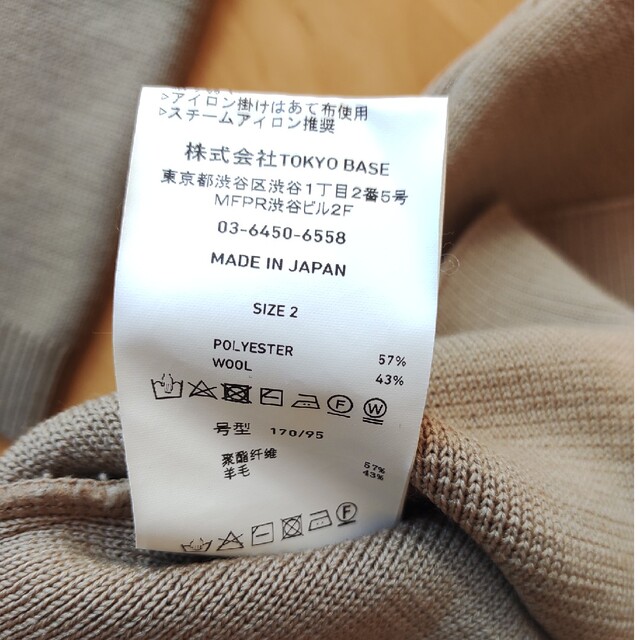 >アイロン掛けはあて布使用
>スチームアイロン推奨
株式会社TOKYO BASE
東京都渋谷区渋谷1丁目2番5号
MFPR渋谷ビル2F
03-6450-6558
MADE IN JAPAN
SIZE 2
POLYESTER 57%
WOOL 43%
F W
号型 170/95
聚酯纤维 57%
羊毛 43%
F